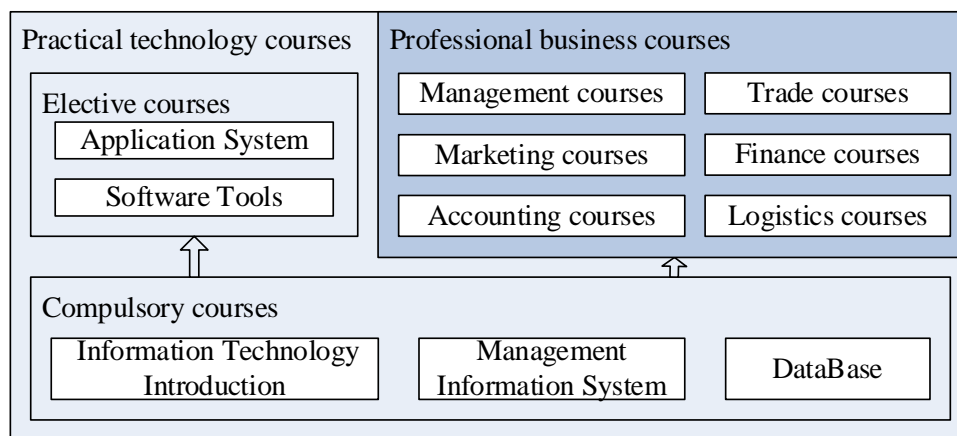 Practical technology courses
Elective courses
Application System
Software Tools
Professional business courses
Management courses
Trade courses
Marketing courses
Finance courses
Accounting courses
Logistics courses
Compulsory courses
Information Technology
Introduction
Management
Information System
DataBase